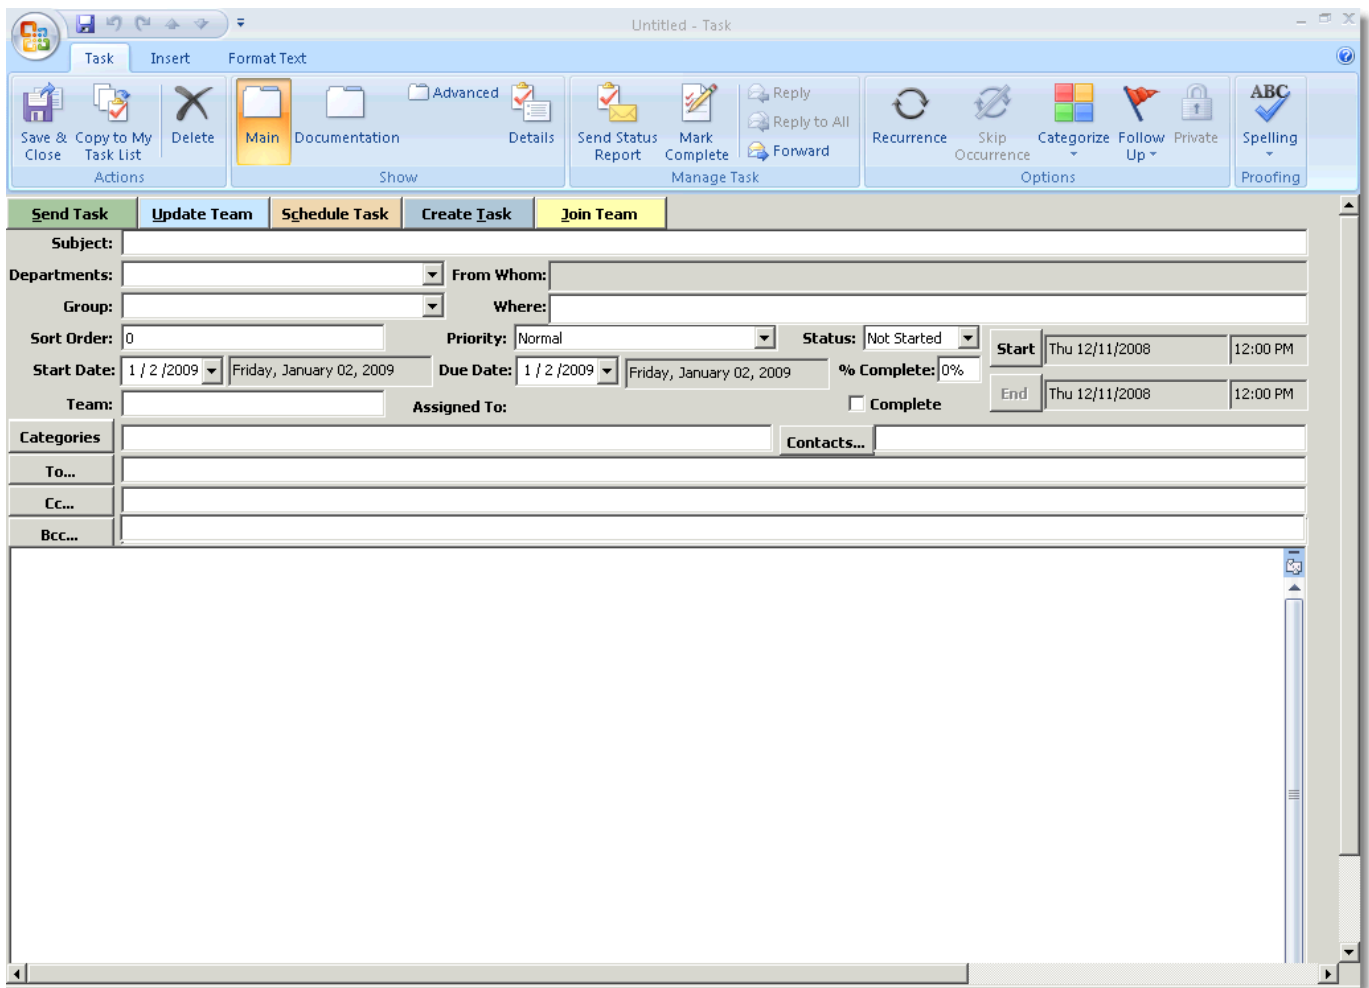 Untitled - Task
Task Insert Format Text
Save & Close Copy to My Task List Delete Main Documentation Advanced Details Send Status Report Mark Complete Reply Reply to All Forward Recurrence Skip Occurrence Categorize Follow Up Private ABC Spelling
Actions Show Manage Task Options Proofing
Send Task Update Team Schedule Task Create Task Join Team
Subject:
Departments: From Whom:
Group: Where:
Sort Order: 0 Priority: Normal Status: Not Started Start Thu 12/11/2008 12:00 PM
Start Date: 1 / 2 /2009 Friday, January 02, 2009 Due Date: 1 / 2 /2009 Friday, January 02, 2009 % Complete: 0%
Team: Assigned To: Complete End Thu 12/11/2008 12:00 PM
Categories Contacts...
To...
Cc...
Bcc...